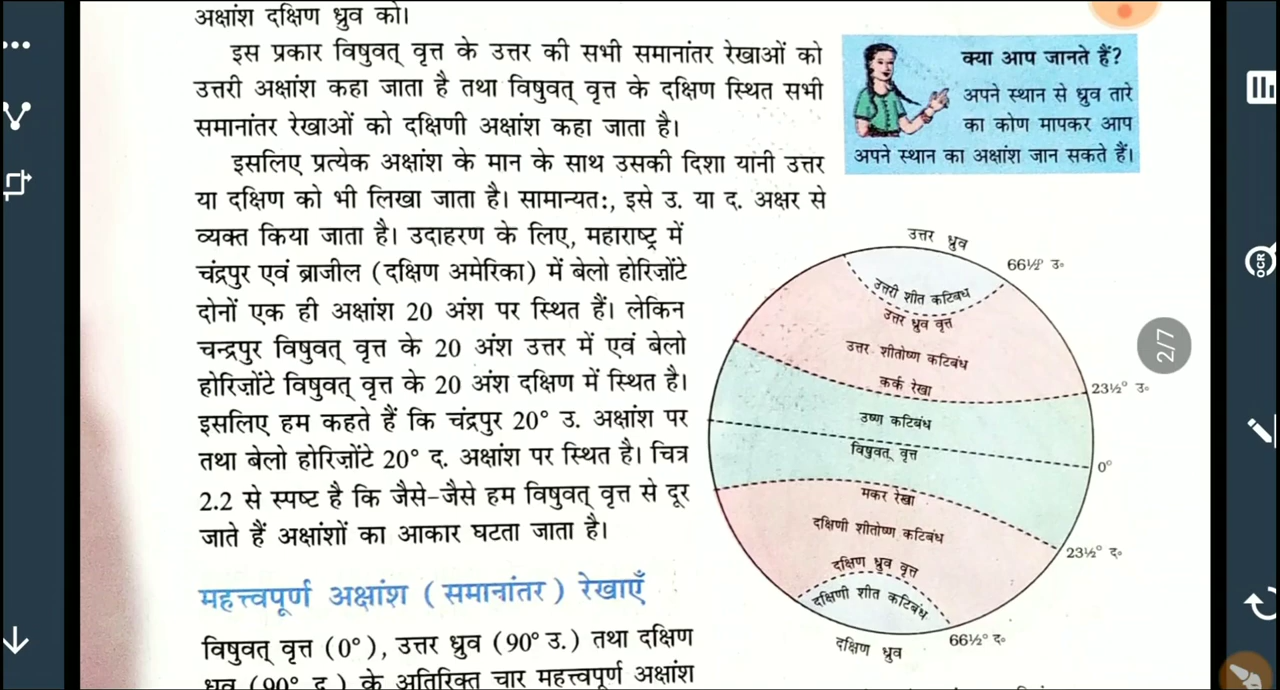 अक्षांश दक्षिण ध्रुव को।
इस प्रकार विषुवत् वृत्त के उत्तर की सभी समानांतर रेखाओं को
उत्तरी अक्षांश कहा जाता है तथा विषुवत् वृत्त के दक्षिण स्थित सभी
समानांतर रेखाओं को दक्षिणी अक्षांश कहा जाता है।
इसलिए प्रत्येक अक्षांश के मान के साथ उसकी दिशा यानी उत्तर
या दक्षिण को भी लिखा जाता है। सामान्यत:, इसे उ. या द. अक्षर से
व्यक्त किया जाता है। उदाहरण के लिए, महाराष्ट्र में
चंद्रपुर एवं ब्राजील (दक्षिण अमेरिका) में बेलो होरिज़ोंटे
दोनों एक ही अक्षांश 20 अंश पर स्थित हैं। लेकिन
चन्द्रपुर विषुवत् वृत्त के 20 अंश उत्तर में एवं बेलो
होरिज़ोंटे विषुवत् वृत्त के 20 अंश दक्षिण में स्थित है।
इसलिए हम कहते हैं कि चंद्रपुर 20° उ. अक्षांश पर
तथा बेलो होरिज़ोंटे 20° द. अक्षांश पर स्थित है। चित्र
2.2 से स्पष्ट है कि जैसे-जैसे हम विषुवत् वृत्त से दूर
जाते हैं अक्षांशों का आकार घटता जाता है।
महत्त्वपूर्ण अक्षांश (समानांतर) रेखाएँ
विषुवत् वृत्त (0°), उत्तर ध्रुव (90° उ.) तथा दक्षिण
ध्रुव (90° द.) के अतिरिक्त चार महत्त्वपूर्ण अक्षांश
क्या आप जानते हैं?
अपने स्थान से ध्रुव तारे
का कोण मापकर आप
अपने स्थान का अक्षांश जान सकते हैं।
उत्तर ध्रुव
66½° उ॰
उत्तरी शीत कटिबंध
उत्तर ध्रुव वृत्त
उत्तर शीतोष्ण कटिबंध
कर्क रेखा
23½° उ॰
उष्ण कटिबंध
विषुवत् वृत्त
0°
मकर रेखा
दक्षिणी शीतोष्ण कटिबंध
23½° द॰
दक्षिण ध्रुव वृत्त
दक्षिणी शीत कटिबंध
66½° द॰
दक्षिण ध्रुव
2/7
OCR